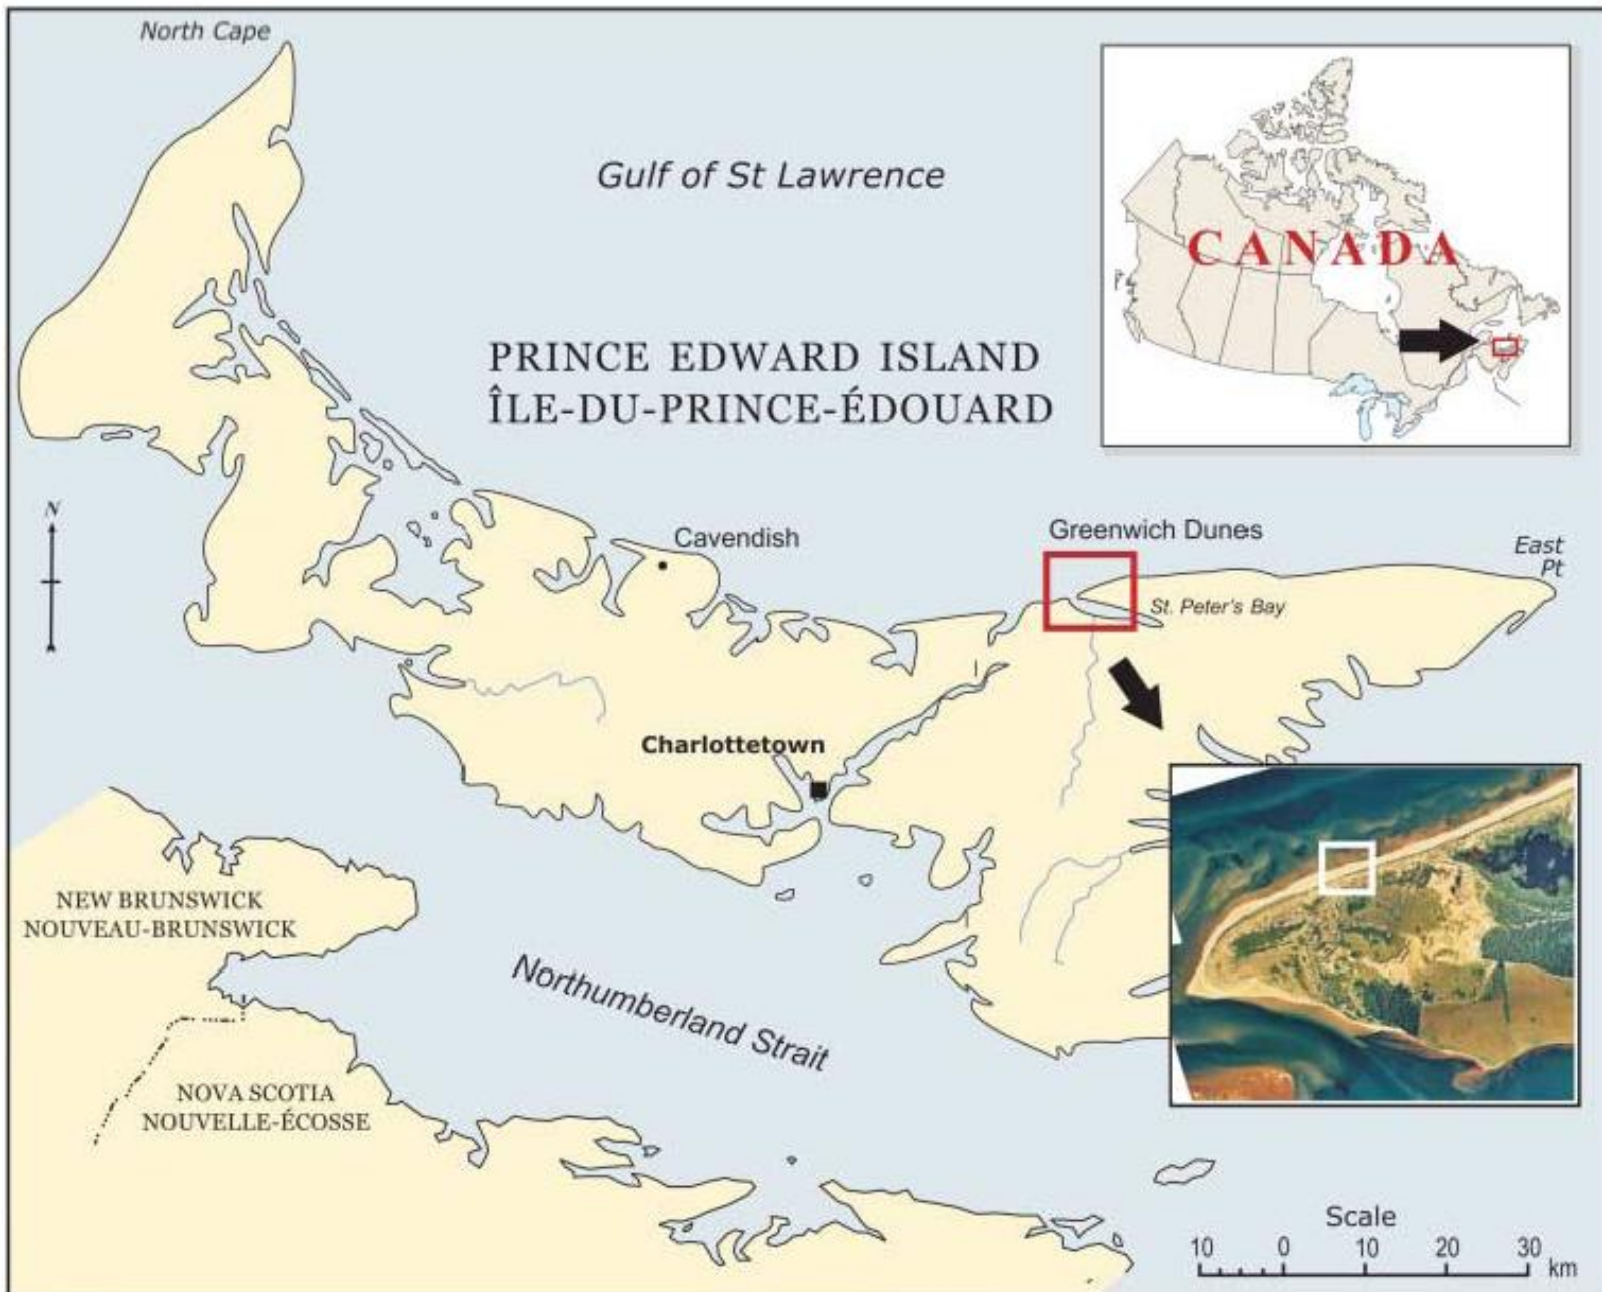 North Cape
Gulf of St Lawrence
CANADA
PRINCE EDWARD ISLAND
ÎLE-DU-PRINCE-ÉDOUARD
N
Cavendish
Greenwich Dunes
East
Pt
St. Peter's Bay
Charlottetown
NEW BRUNSWICK
NOUVEAU-BRUNSWICK
Northumberland Strait
NOVA SCOTIA
NOUVELLE-ÉCOSSE
Scale
10 0 10 20 30
km